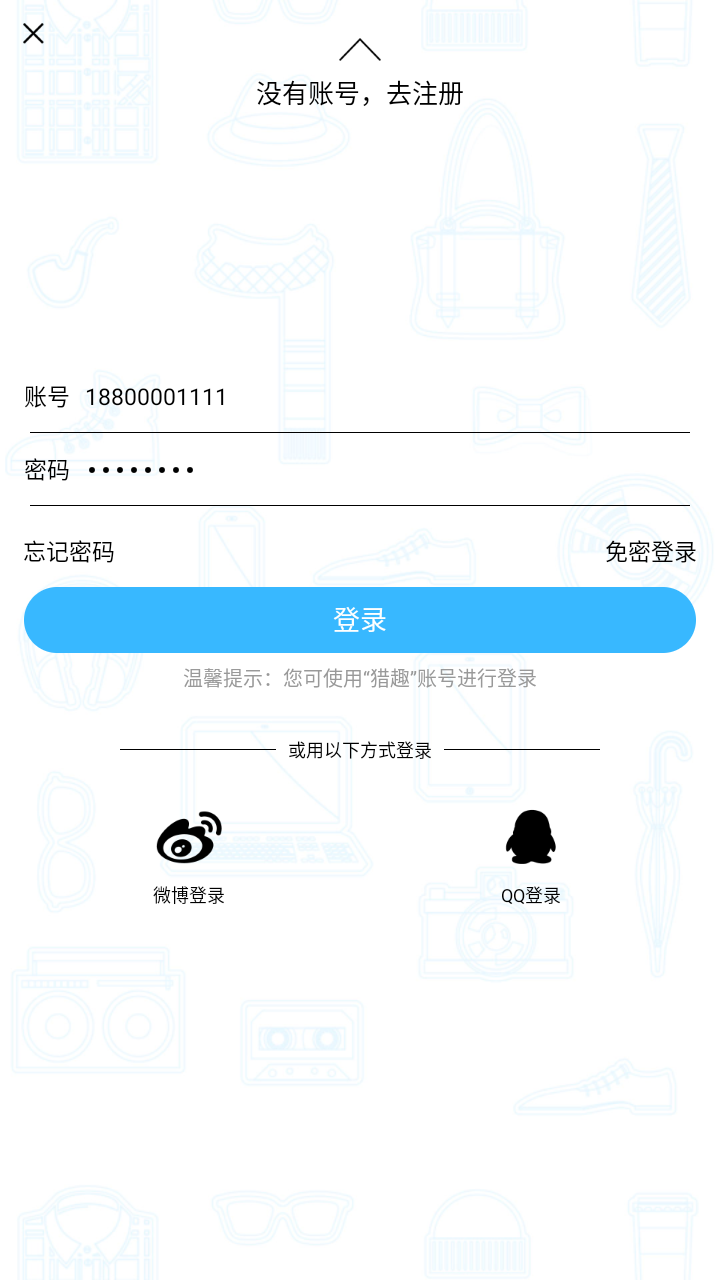 没有账号，去注册
账号 18800001111
密码 ••••••••
忘记密码 免密登录
登录
温馨提示：您可使用“猎趣”账号进行登录
或用以下方式登录
微博登录 QQ登录